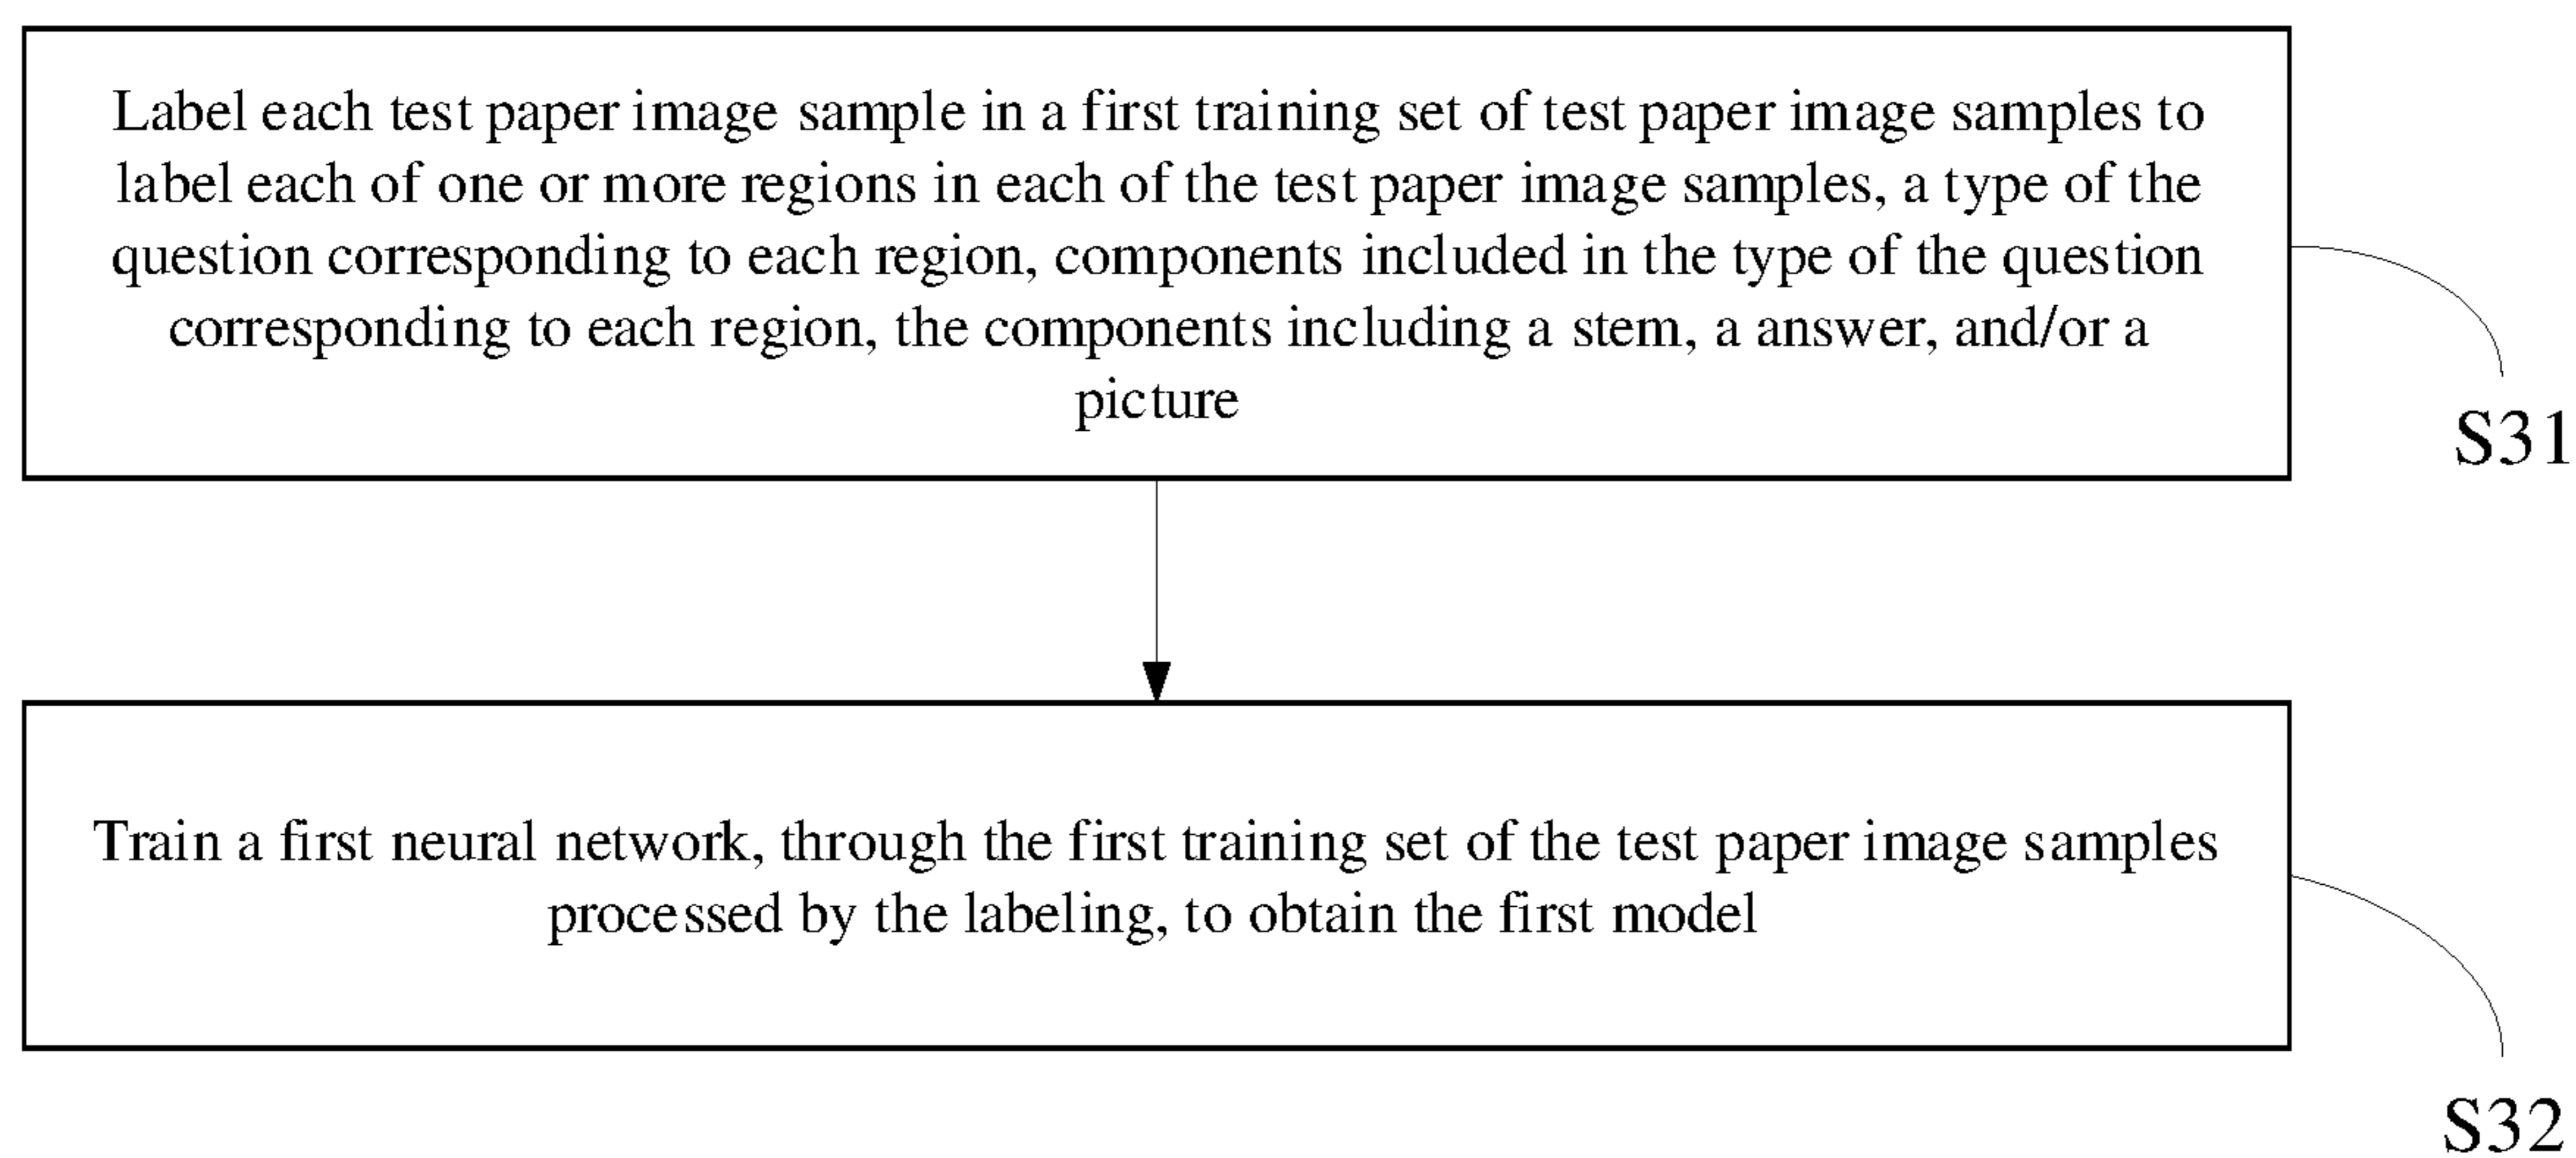 Label each test paper image sample in a first training set of test paper image samples to
label each of one or more regions in each of the test paper image samples, a type of the
question corresponding to each region, components included in the type of the question
corresponding to each region, the components including a stem, a answer, and/or a
picture
S31
Train a first neural network, through the first training set of the test paper image samples
processed by the labeling, to obtain the first model
S32